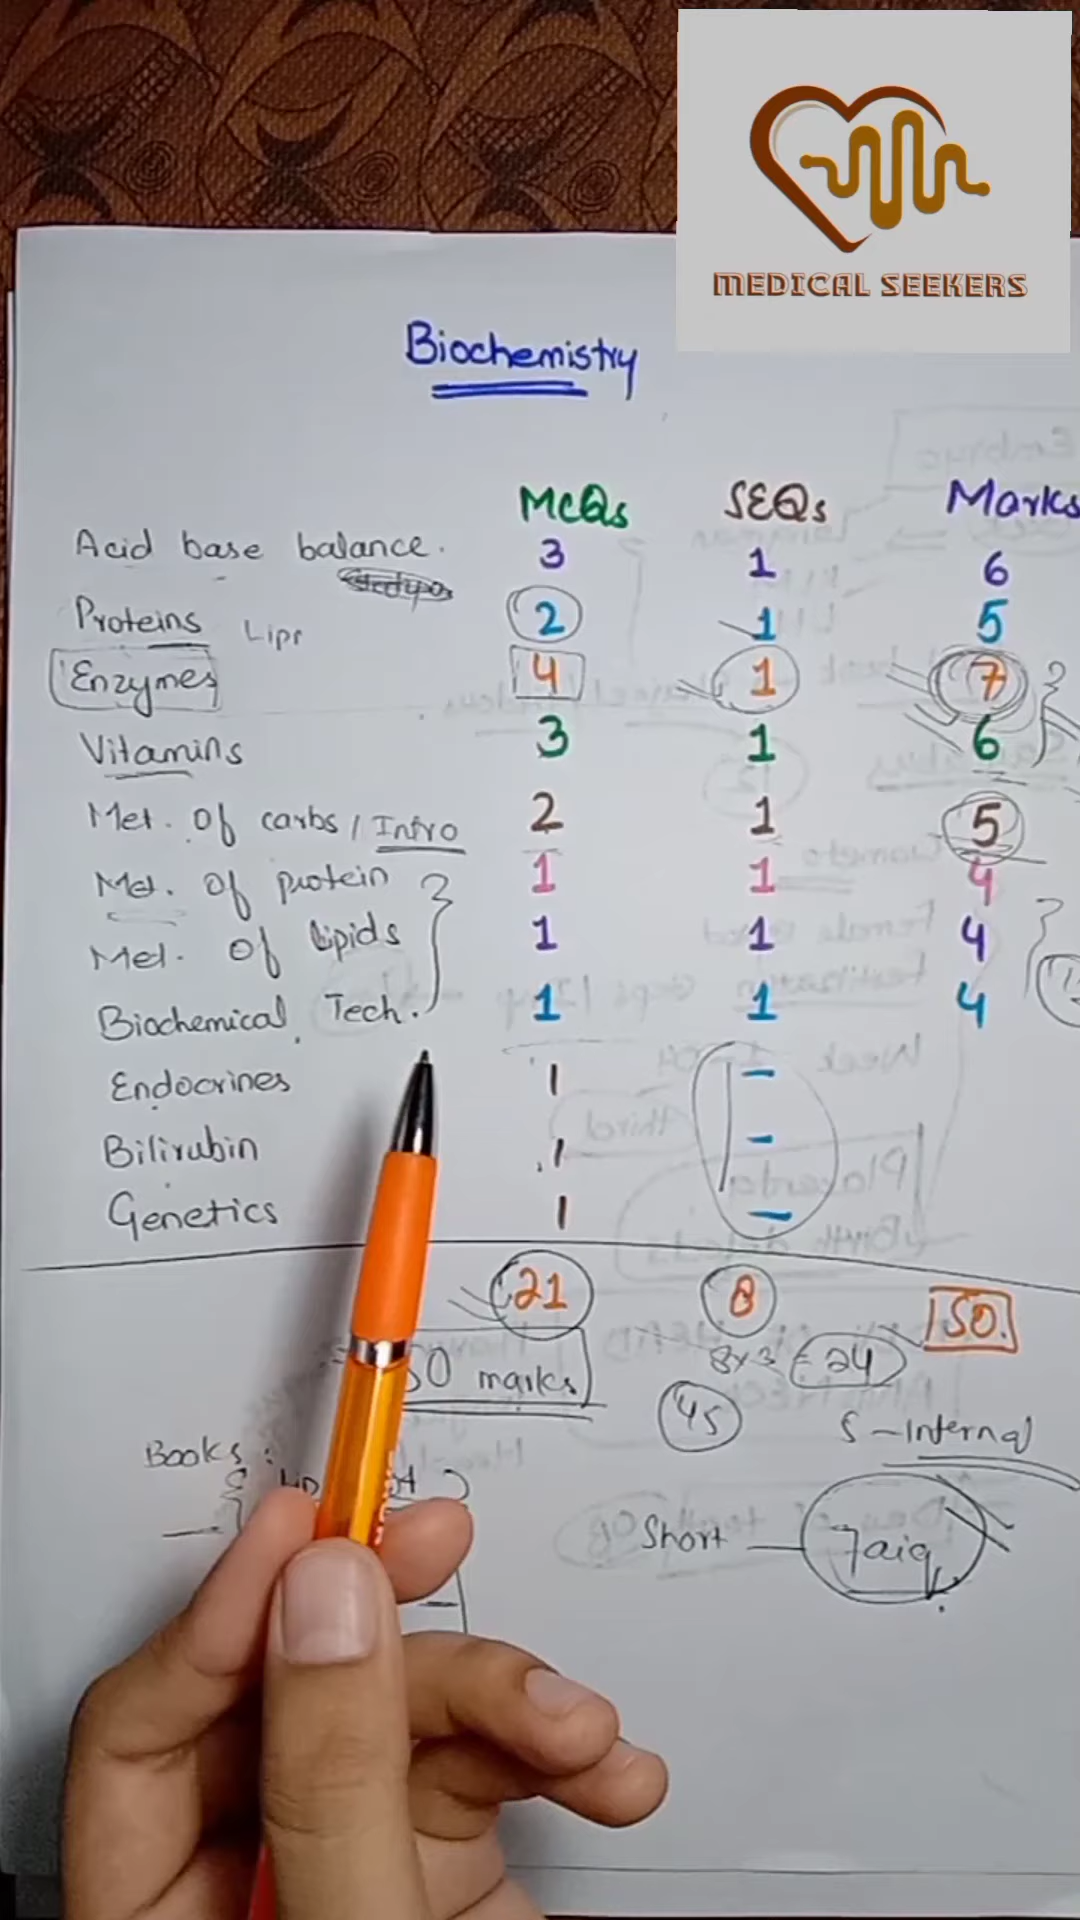 MEDICAL SEEKERS
Biochemistry
MCQs SEQs Marks
Acid base balance. 3 1 6
Proteins Lipr 2 1 5
Enzymes 4 1 7
Vitamins 3 1 6
Met. of carbs / Intro 2 1 5
Met. of protein 1 1 4
Met. of lipids 1 1 4
Biochemical Tech. 1 1 4
Endocrines 1 -
Bilirubin 1 -
Genetics 1 -
21 8 50.
8x3 = 24
0 marks
45
5-Internal
Books:
Short — 7aiq